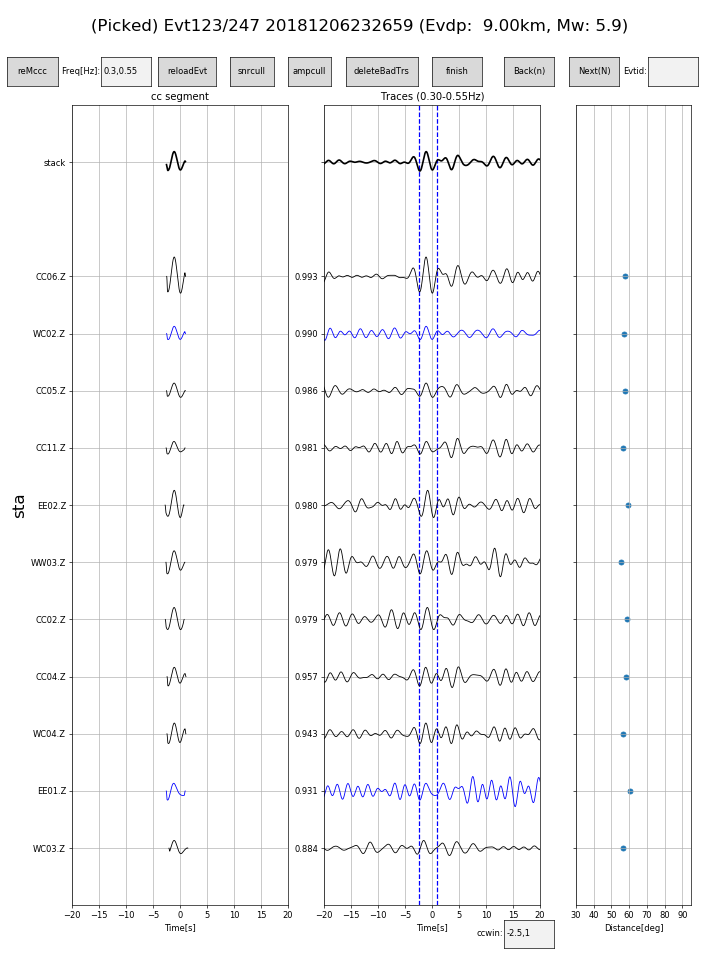 (Picked) Evt123/247 20181206232659 (Evdp:  9.00km, Mw: 5.9)
reMccc Freq[Hz]: 0.3,0.55 reloadEvt snrcull ampcull deleteBadTrs finish Back(n) Next(N) Evtid:
cc segment Traces (0.30-0.55Hz)
stack
CC06.Z 0.993
WC02.Z 0.990
CC05.Z 0.986
CC11.Z 0.981
EE02.Z 0.980
sta
WW03.Z 0.979
CC02.Z 0.979
CC04.Z 0.957
WC04.Z 0.943
EE01.Z 0.931
WC03.Z 0.884
−20 −15 −10 −5 0 5 10 15 20 −20 −15 −10 −5 0 5 10 15 20 30 40 50 60 70 80 90
Time[s] Time[s] Distance[deg]
ccwin: -2.5,1